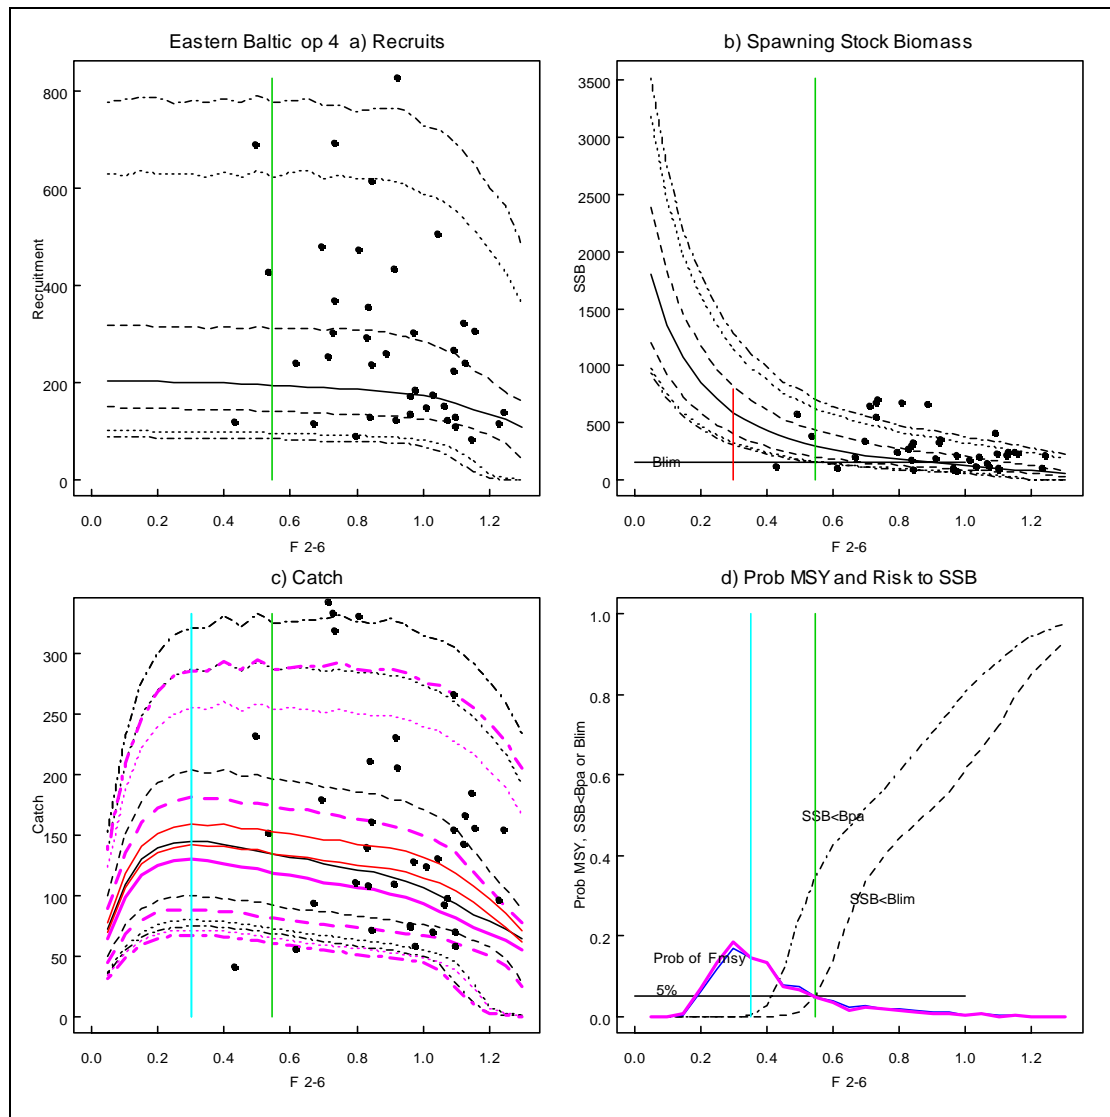 Eastern Baltic op 4 a) Recruits
Recruitment
800
600
400
200
0
0.0 0.2 0.4 0.6 0.8 1.0 1.2
F 2-6
b) Spawning Stock Biomass
SSB
3500
3000
2500
2000
1500
1000
500
0
Blim
0.0 0.2 0.4 0.6 0.8 1.0 1.2
F 2-6
c) Catch
Catch
300
250
200
150
100
50
0
0.0 0.2 0.4 0.6 0.8 1.0 1.2
F 2-6
d) Prob MSY and Risk to SSB
Prob MSY, SSB<Bpa or Blim
1.0
0.8
0.6
0.4
0.2
0.0
SSB<Bpa
SSB<Blim
Prob of Fmsy
5%
0.0 0.2 0.4 0.6 0.8 1.0 1.2
F 2-6